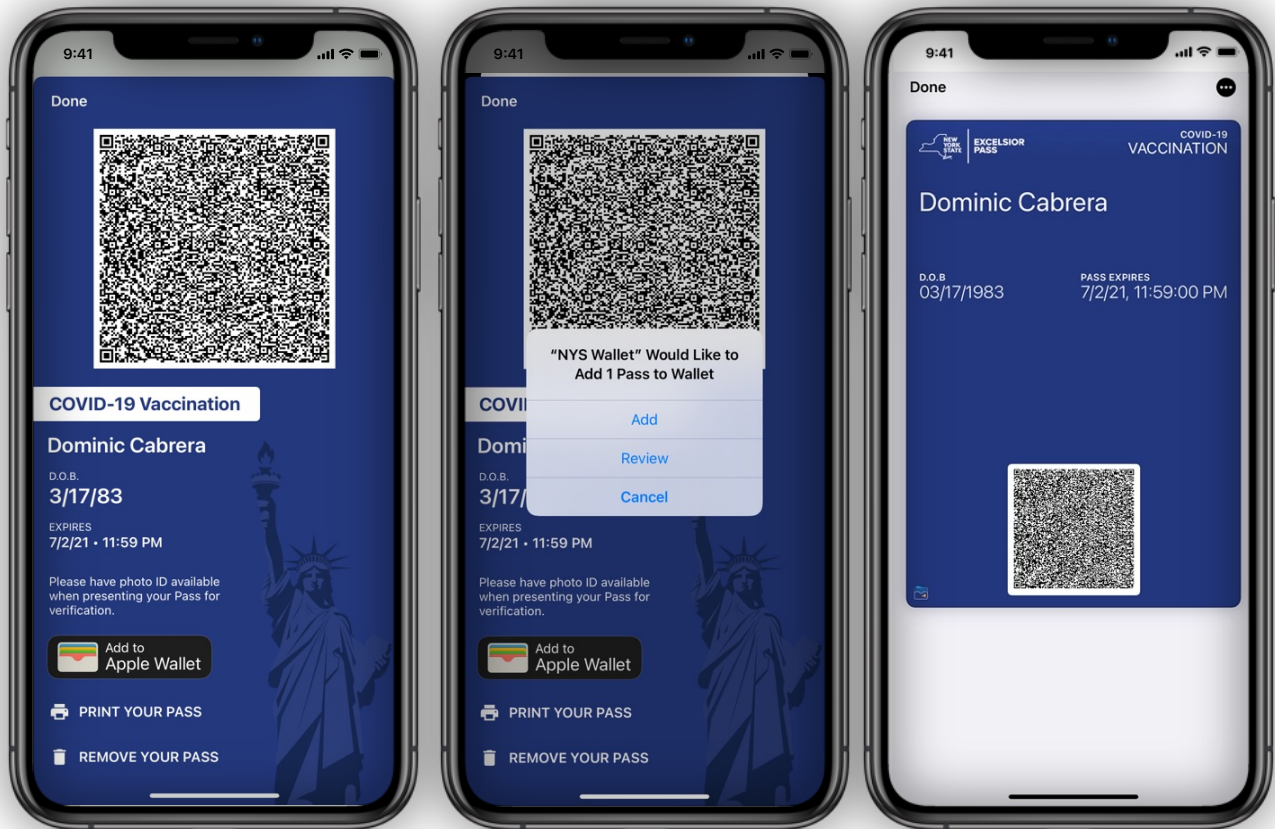 9:41
Done
COVID-19 Vaccination
Dominic Cabrera
D.O.B.
3/17/83
EXPIRES
7/2/21 • 11:59 PM
Please have photo ID available
when presenting your Pass for
verification.
Add to
Apple Wallet
PRINT YOUR PASS
REMOVE YOUR PASS
9:41
Done
“NYS Wallet” Would Like to
Add 1 Pass to Wallet
Add
Review
Cancel
COVI
Domi
D.O.B.
3/17/
EXPIRES
7/2/21 • 11:59 PM
Please have photo ID available
when presenting your Pass for
verification.
Add to
Apple Wallet
PRINT YOUR PASS
REMOVE YOUR PASS
9:41
Done
NEW
YORK
STATE
EXCELSIOR
PASS
COVID-19
VACCINATION
Dominic Cabrera
D.O.B
03/17/1983
PASS EXPIRES
7/2/21, 11:59:00 PM